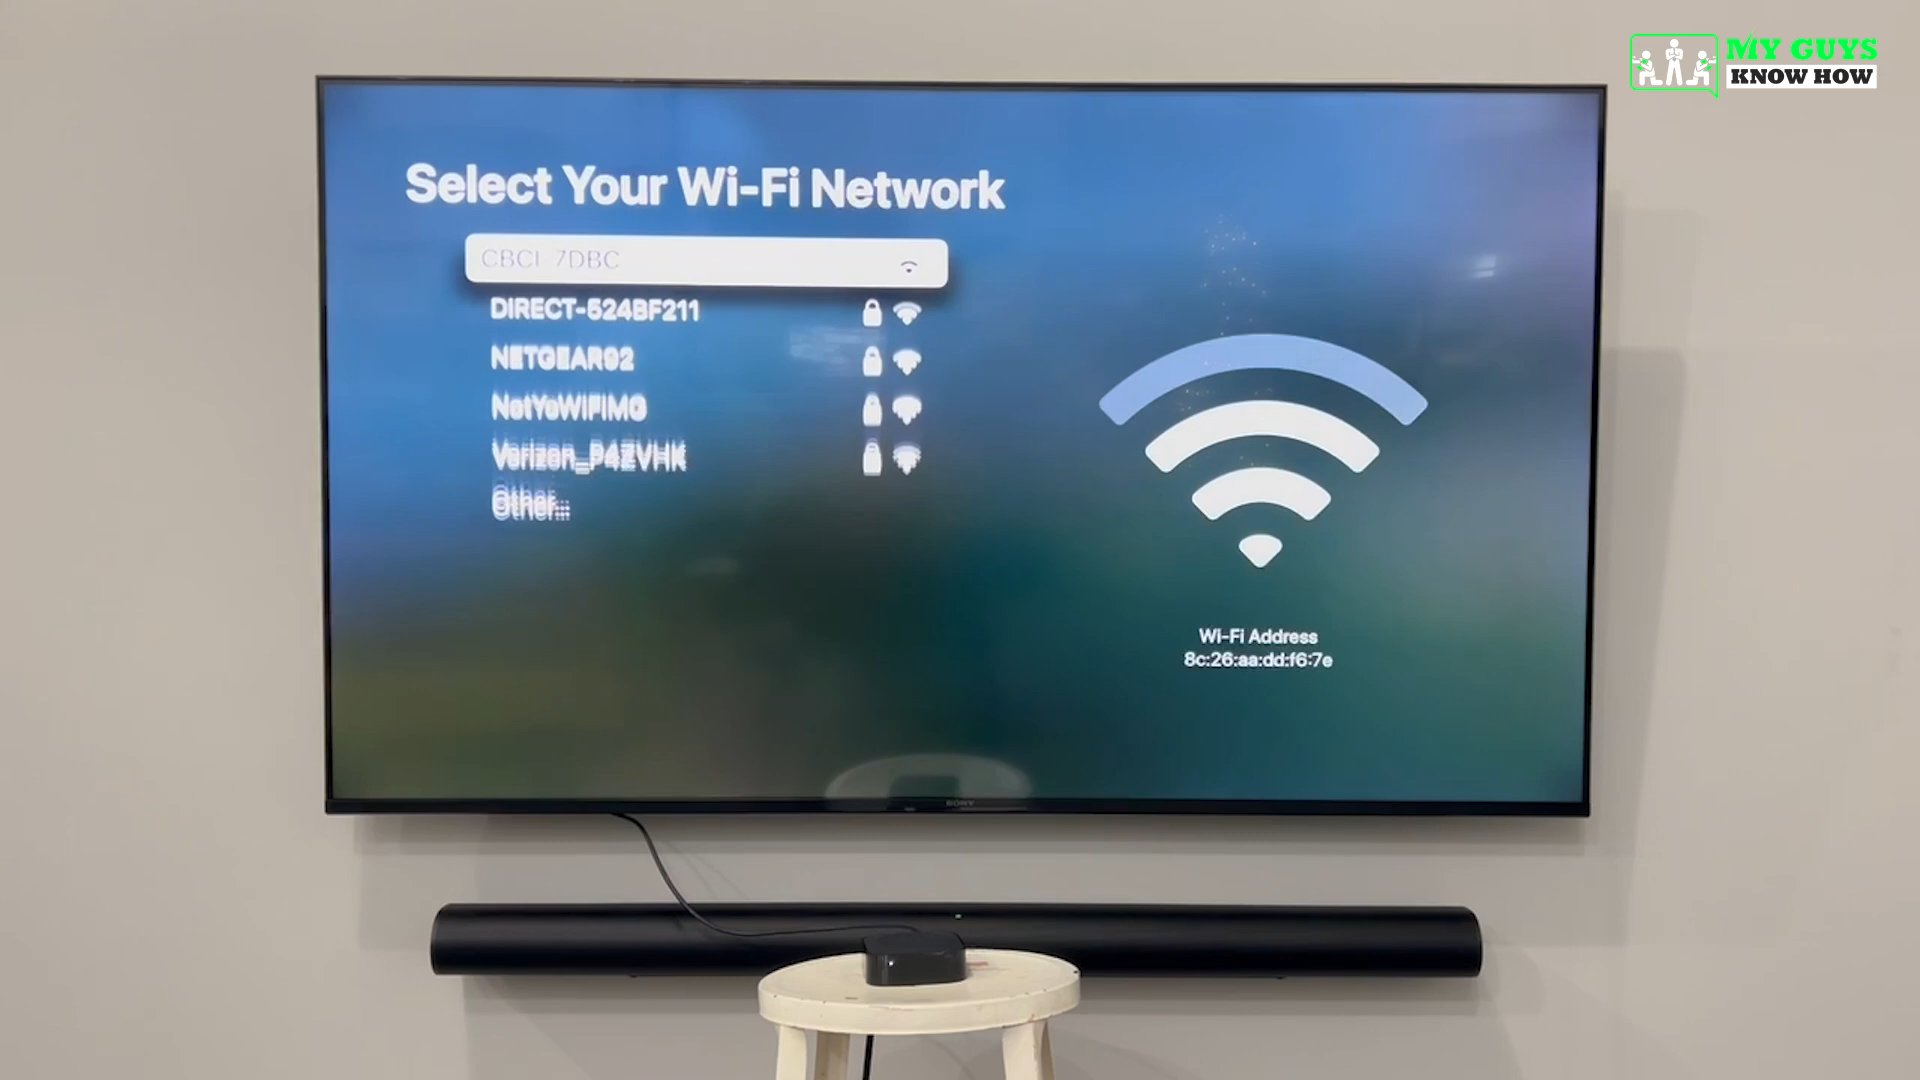 MY GUYS
KNOW HOW
Select Your Wi-Fi Network
CBCI-7DBC
DIRECT-524BF211
NETGEAR92
NotYoWiFiMG
Verizon_P4ZVHK
Other...
Wi-Fi Address
8c:26:aa:dd:f6:7e
SONY